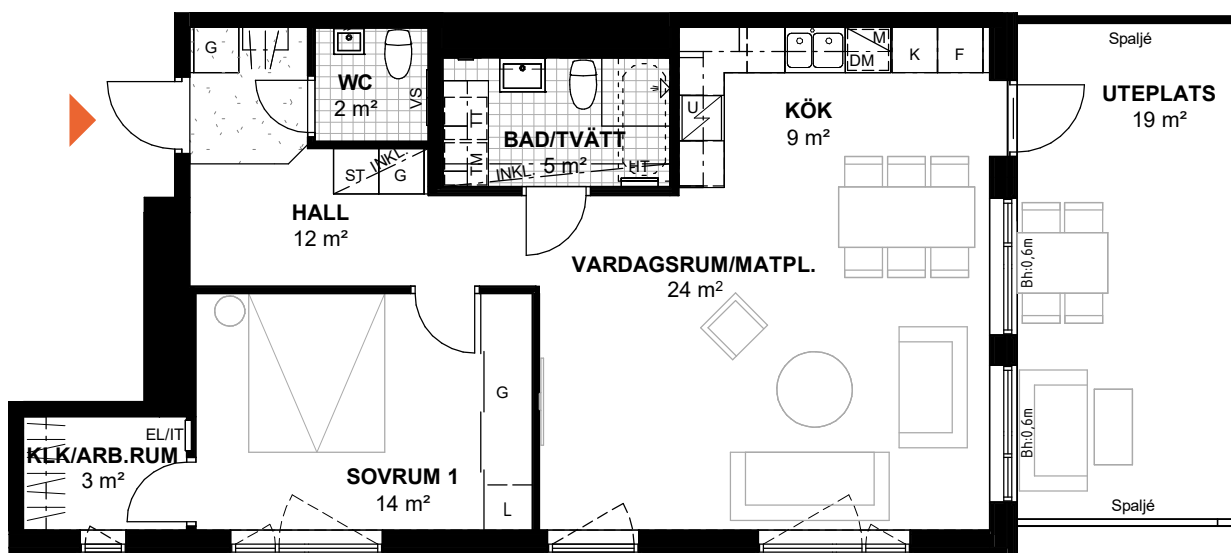 Spaljé
G
M
DM
K
F
WC
2 m²
VS
KÖK
9 m²
UTEPLATS
19 m²
U
TT
TM
BAD/TVÄTT
5 m²
INKL.
HT
INKL.
ST
G
HALL
12 m²
VARDAGSRUM/MATPL.
24 m²
Bh:0,6m
G
Bh:0,6m
EL/IT
KLK/ARB.RUM
3 m²
SOVRUM 1
14 m²
L
Spaljé